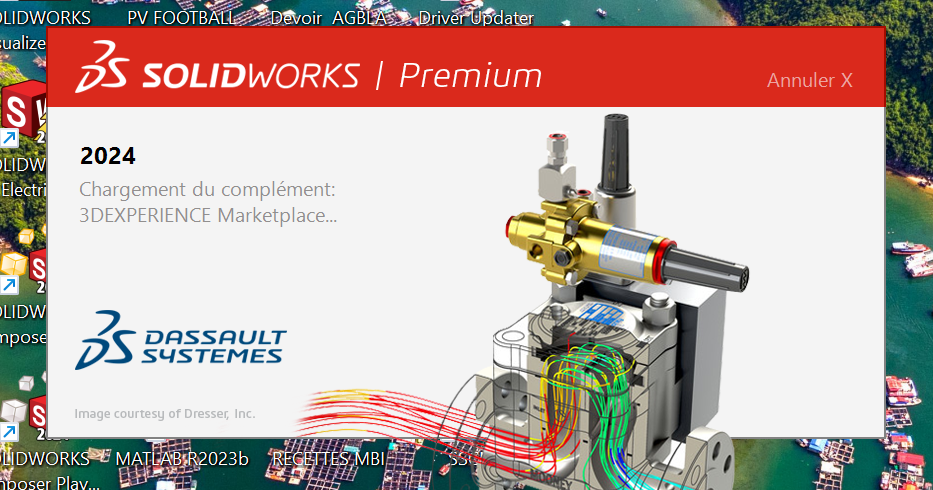 SOLIDWORKS
PV FOOTBALL
Devoir AGBLA
Driver Updater
DS SOLIDWORKS | Premium
Annuler X
2024
Chargement du complément:
3DEXPERIENCE Marketplace...
DASSAULT
SYSTEMES
Image courtesy of Dresser, Inc.
MATLAB R2023b
RECETTES MBI